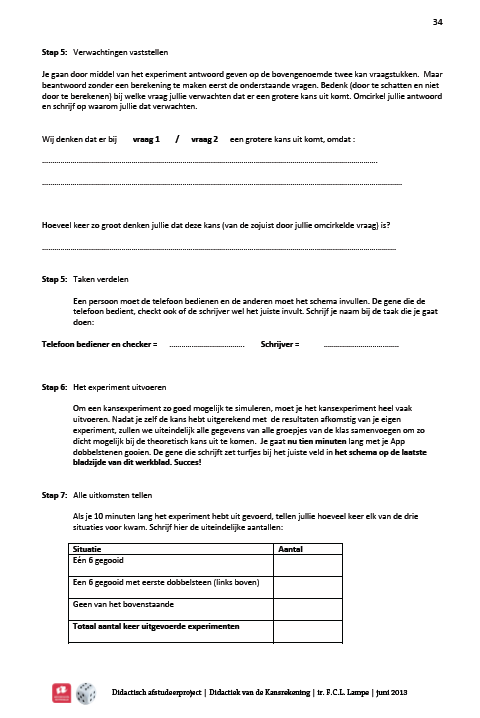 34
Stap 5: Verwachtingen vaststellen
Je gaan door middel van het experiment antwoord geven op de bovengenoemde twee kan vraagstukken. Maar
beantwoord zonder een berekening te maken eerst de onderstaande vragen. Bedenk (door te schatten en niet
door te berekenen) bij welke vraag jullie verwachten dat er een grotere kans uit komt. Omcirkel jullie antwoord
en schrijf op waarom jullie dat verwachten.
Wij denken dat er bij vraag 1 / vraag 2 een grotere kans uit komt, omdat :
Hoeveel keer zo groot denken jullie dat deze kans (van de zojuist door jullie omcirkelde vraag) is?
Stap 5: Taken verdelen
Een persoon moet de telefoon bedienen en de anderen moet het schema invullen. De gene die de
telefoon bedient, checkt ook of de schrijver wel het juiste invult. Schrijf je naam bij de taak die je gaat
doen:
Telefoon bediener en checker = ...................................... Schrijver = ......................................
Stap 6: Het experiment uitvoeren
Om een kansexperiment zo goed mogelijk te simuleren, moet je het kansexperiment heel vaak
uitvoeren. Nadat je zelf de kans hebt uitgerekend met de resultaten afkomstig van je eigen
experiment, zullen we uiteindelijk alle gegevens van alle groepjes van de klas samenvoegen om zo
dicht mogelijk bij de theoretisch kans uit te komen. Je gaat nu tien minuten lang met je App
dobbelstenen gooien. De gene die schrijft zet turfjes bij het juiste veld in het schema op de laatste
bladzijde van dit werkblad. Succes!
Stap 7: Alle uitkomsten tellen
Als je 10 minuten lang het experiment hebt uit gevoerd, tellen jullie hoeveel keer elk van de drie
situaties voor kwam. Schrijf hier de uiteindelijke aantallen:
Situatie Aantal
Eén 6 gegooid
Een 6 gegooid met eerste dobbelsteen (links boven)
Geen van het bovenstaande
Totaal aantal keer uitgevoerde experimenten
Didactisch afstudeerproject | Didactiek van de Kansrekening | ir. F.C.L. Lampe | juni 2013